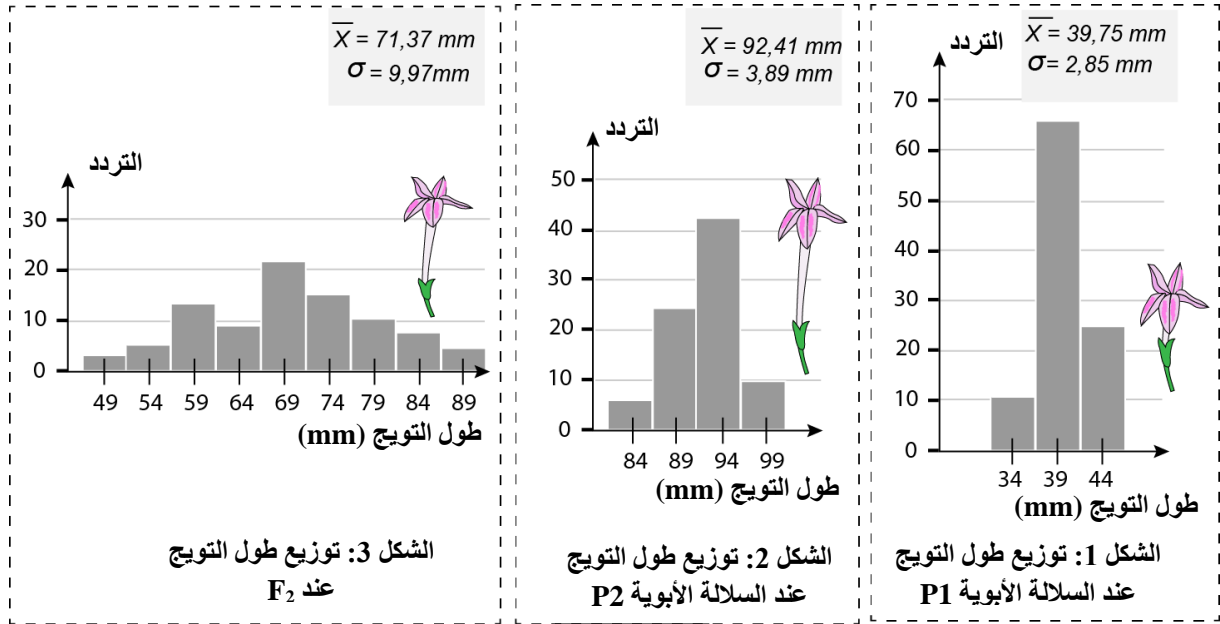 التردد
X = 39,75 mm
σ = 2,85 mm
70
60
50
40
30
20
10
0
34 39 44
طول التويج (mm)
الشكل 1: توزيع طول التويج
عند السلالة الأبوية P1
X = 92,41 mm
σ = 3,89 mm
التردد
50
40
30
20
10
0
84 89 94 99
طول التويج (mm)
الشكل 2: توزيع طول التويج
عند السلالة الأبوية P2
X = 71,37 mm
σ = 9,97mm
التردد
30
20
10
0
49 54 59 64 69 74 79 84 89
طول التويج (mm)
الشكل 3: توزيع طول التويج
عند F₂